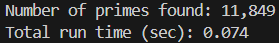 Number of primes found: 11,849
Total run time (sec): 0.074